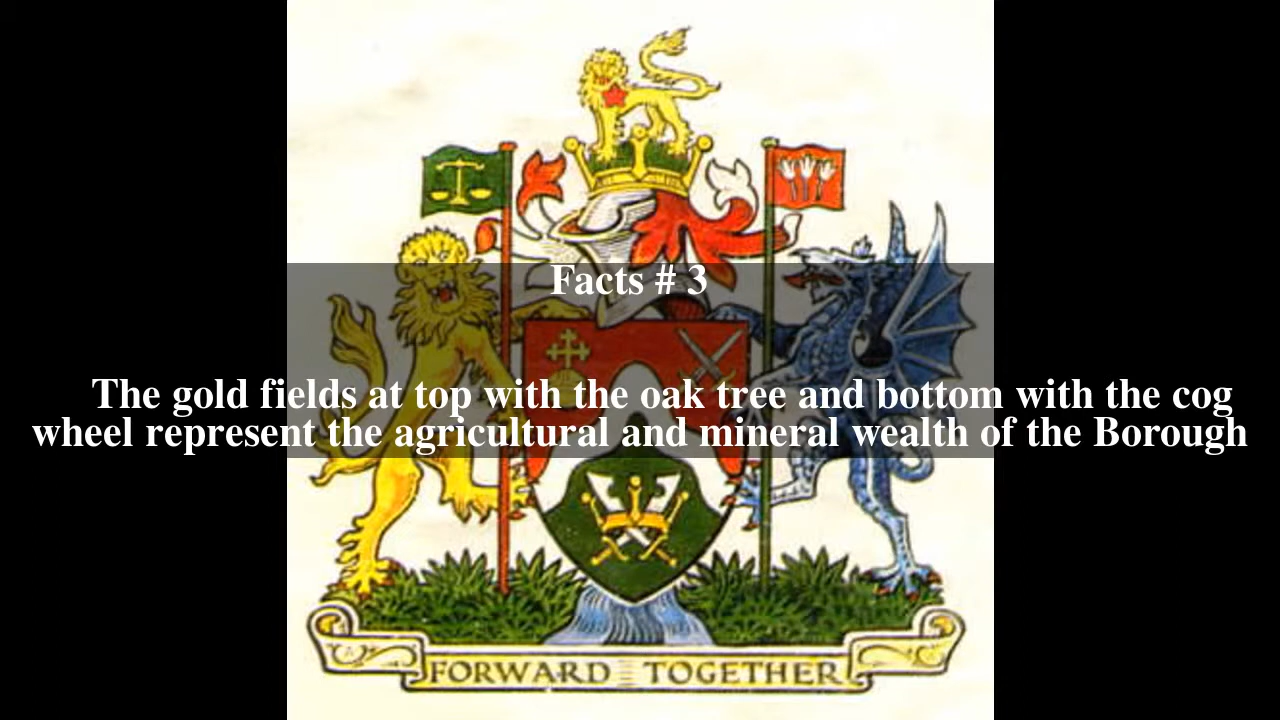 Facts # 3
The gold fields at top with the oak tree and bottom with the cog
wheel represent the agricultural and mineral wealth of the Borough
FORWARD TOGETHER